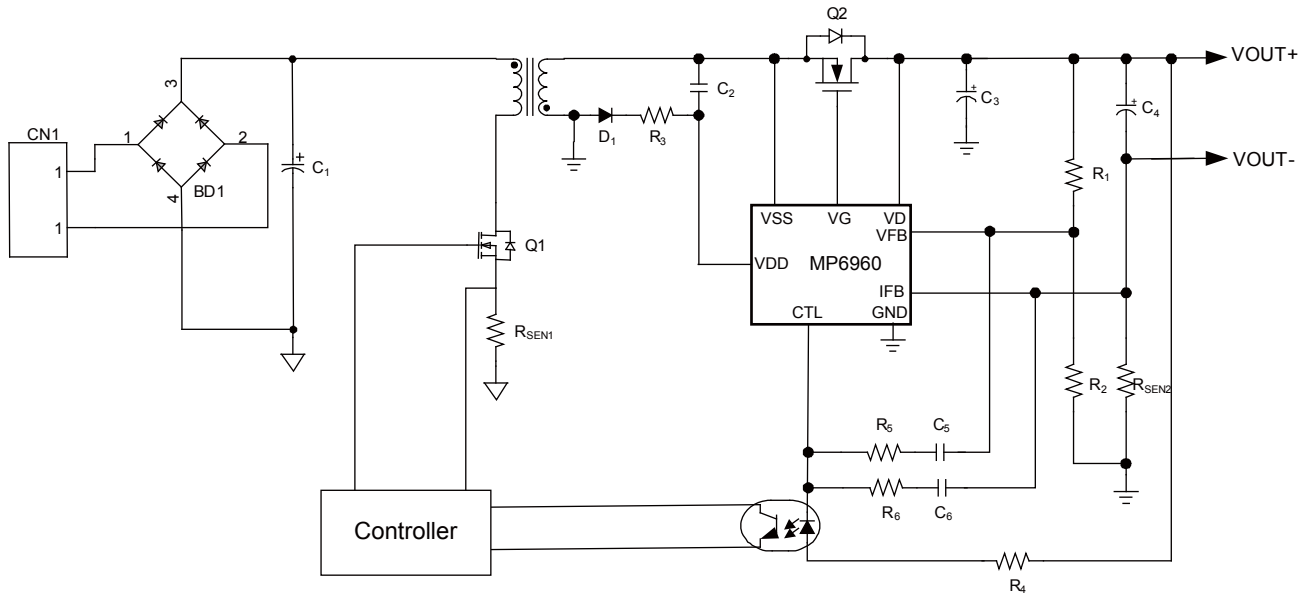 Q2
VOUT+
3
C2
C3
C4
CN1
1
2
D1
R3
1
C1
BD1
VOUT-
R1
4
1
VSS
VG
VD
VFB
Q1
VDD
MP6960
IFB
CTL
GND
RSEN1
R2
RSEN2
R5
C5
R6
C6
Controller
R4